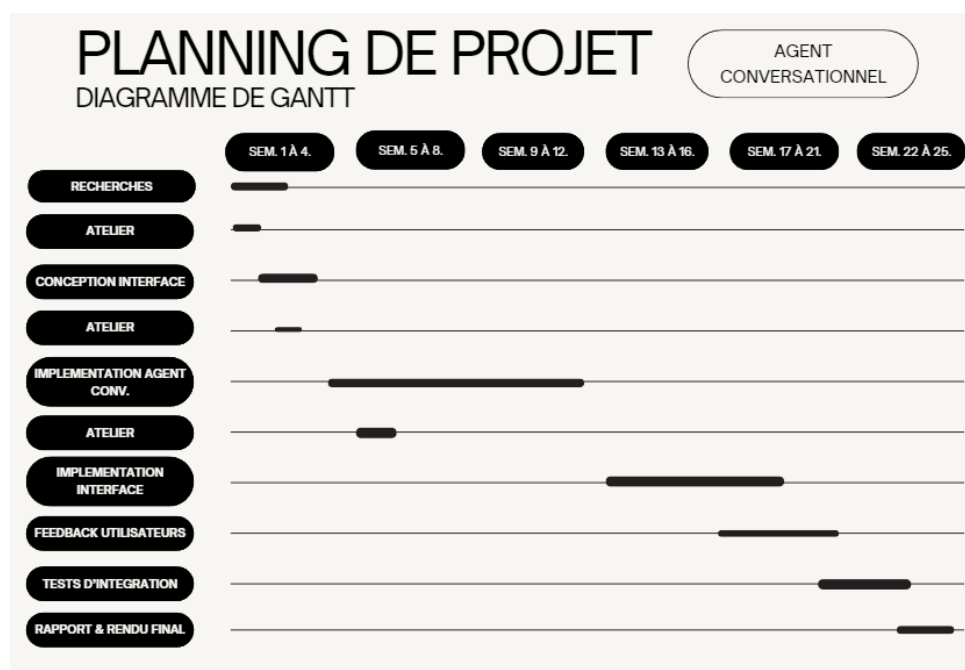 PLANNING DE PROJET
DIAGRAMME DE GANTT
AGENT
CONVERSATIONNEL
SEM. 1 À 4.
SEM. 5 À 8.
SEM. 9 À 12.
SEM. 13 À 16.
SEM. 17 À 21.
SEM. 22 À 25.
RECHERCHES
ATELIER
CONCEPTION INTERFACE
ATELIER
IMPLEMENTATION AGENT
CONV.
ATELIER
IMPLEMENTATION
INTERFACE
FEEDBACK UTILISATEURS
TESTS D'INTEGRATION
RAPPORT & RENDU FINAL